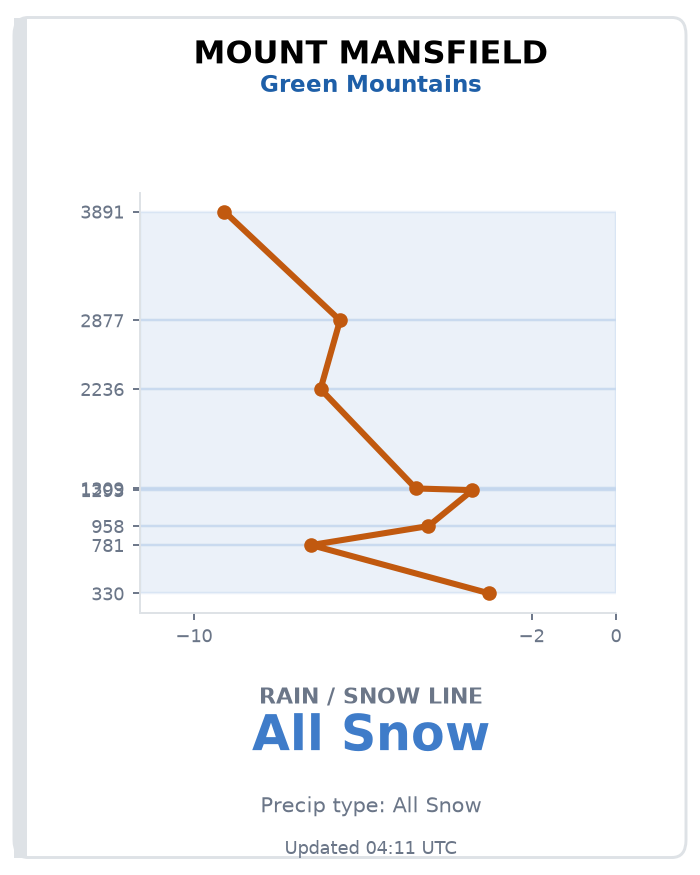 MOUNT MANSFIELD
Green Mountains
3891
2877
2236
958
781
330
−10
−2
0
RAIN / SNOW LINE
All Snow
Precip type: All Snow
Updated 04:11 UTC